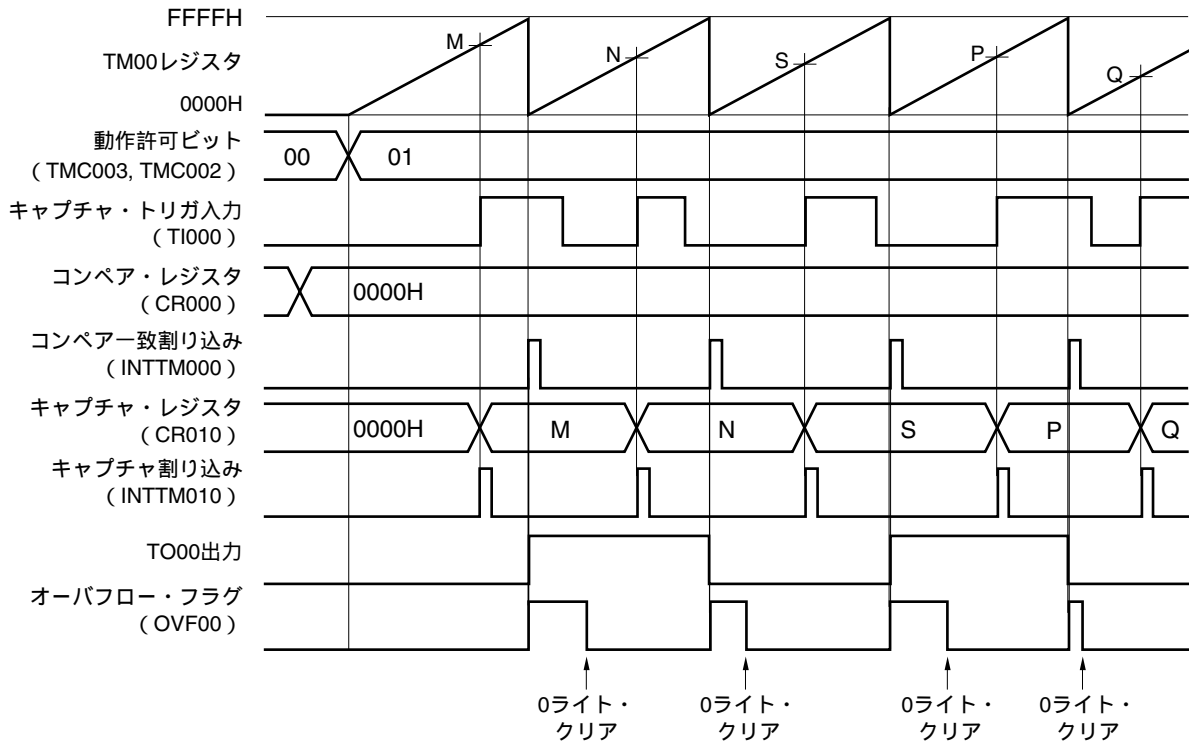 FFFFH
TM00レジスタ
0000H
M
N
S
P
Q
動作許可ビット
（TMC003, TMC002）
00
01
キャプチャ・トリガ入力
（TI000）
コンペア・レジスタ
（CR000）
0000H
コンペア一致割り込み
（INTTM000）
キャプチャ・レジスタ
（CR010）
0000H
M
N
S
P
Q
キャプチャ割り込み
（INTTM010）
TO00出力
オーバフロー・フラグ
（OVF00）
0ライト・
クリア
0ライト・
クリア
0ライト・
クリア
0ライト・
クリア